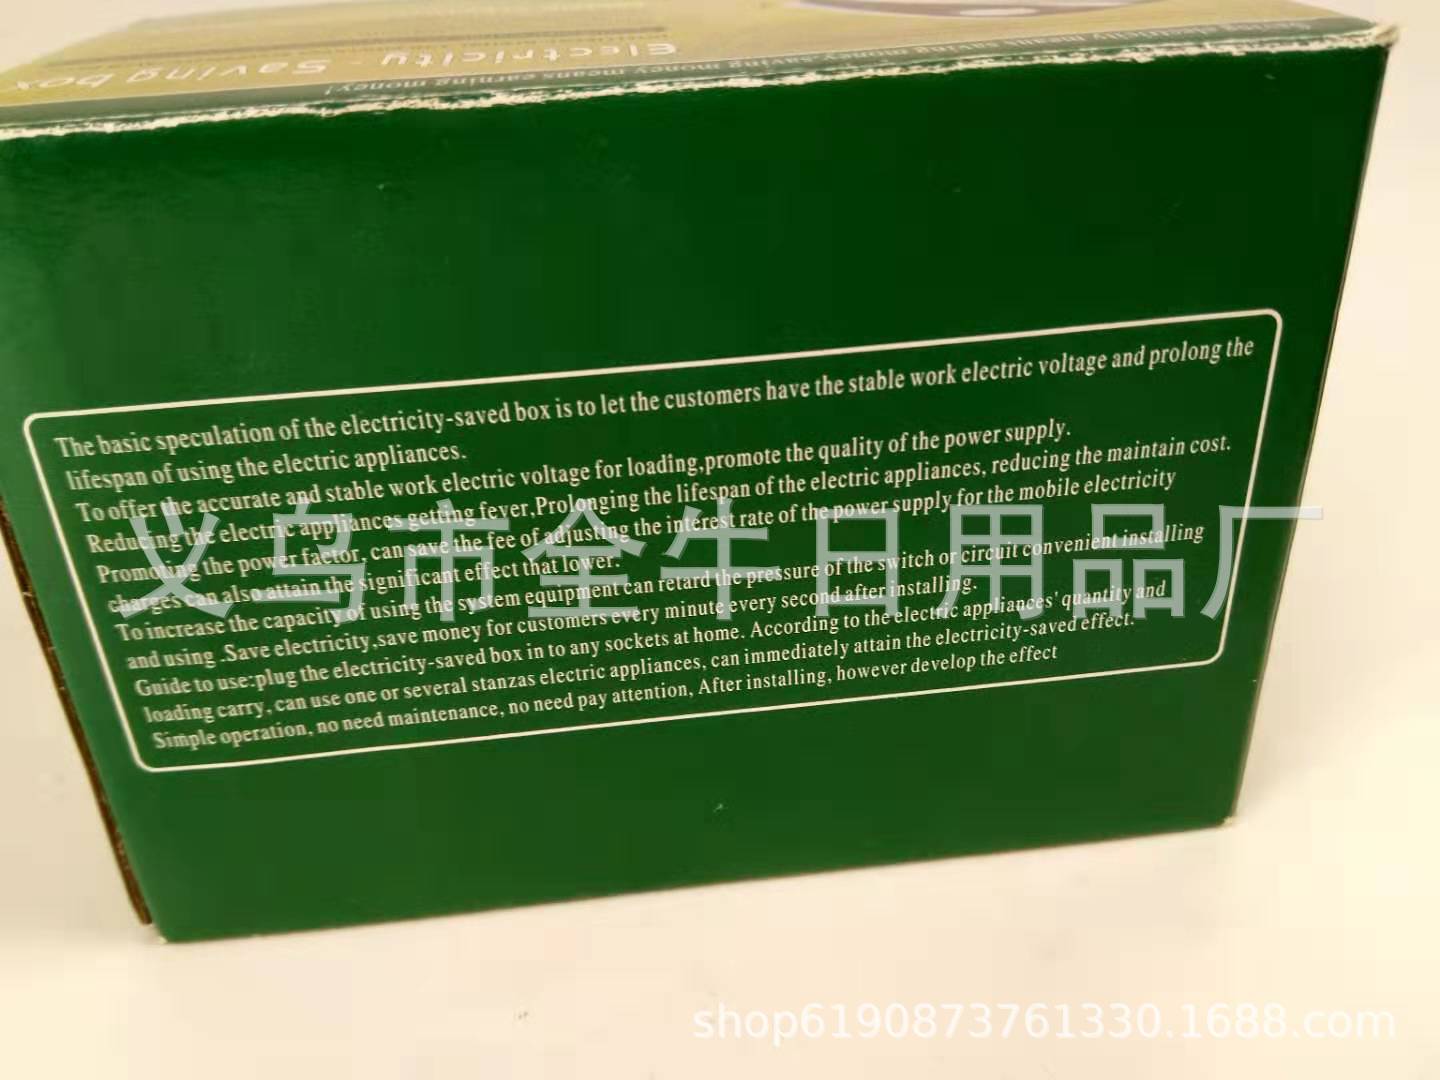 Saving electricity means saving money, saving money means earning money!
Electricity - Saving box
The basic speculation of the electricity-saved box is to let the customers have the stable work electric voltage and prolong the
lifespan of using the electric appliances.
To offer the accurate and stable work electric voltage for loading,promote the quality of the power supply.
Reducing the electric appliances getting fever,Prolonging the lifespan of the electric appliances, reducing the maintain cost.
Promoting the power factor, can save the fee of adjusting the interest rate of the power supply for the mobile electricity
charges can also attain the significant effect that lower.
To increase the capacity of using the system equipment can retard the pressure of the switch or circuit convenient installing
and using .Save electricity,save money for customers every minute every second after installing.
Guide to use:plug the electricity-saved box in to any sockets at home. According to the electric appliances' quantity and
loading carry, can use one or several stanzas electric appliances, can immediately attain the electricity-saved effect.
Simple operation, no need maintenance, no need pay attention, After installing, however develop the effect
义乌市全牛日用品厂
shop6190873761330.1688.com